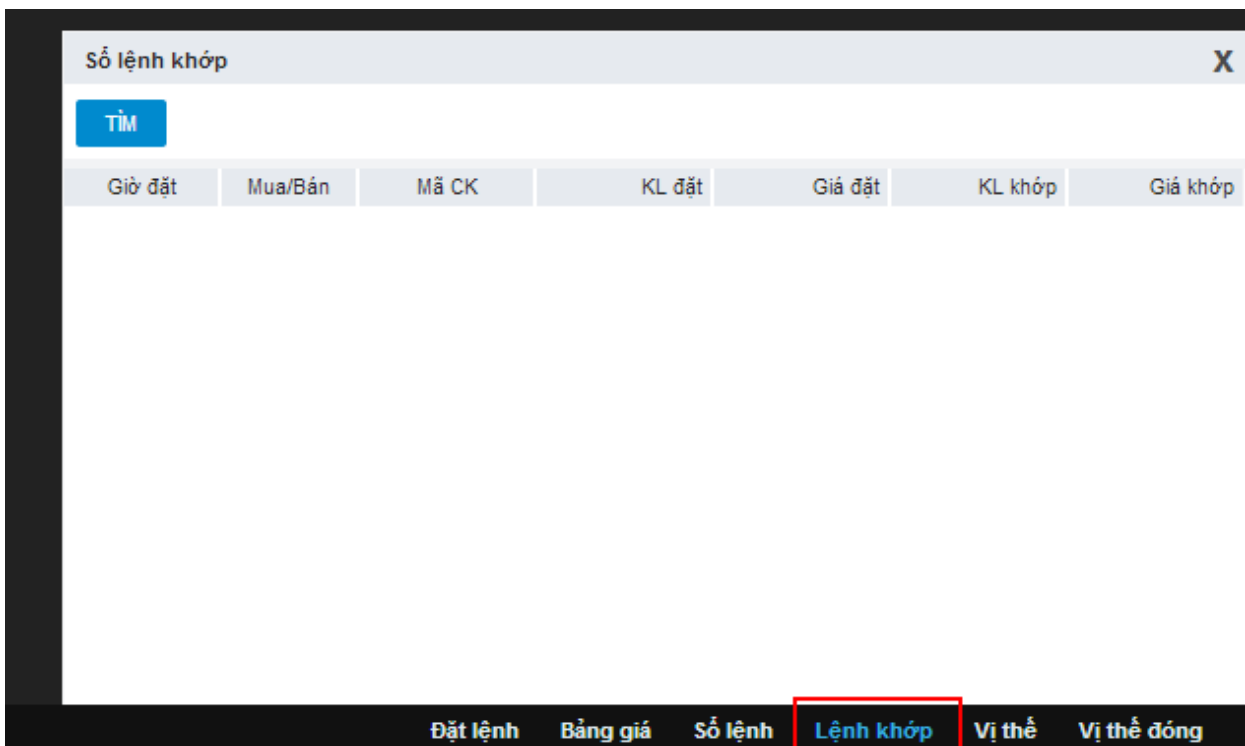 Sổ lệnh khớp X
TÌM
Giờ đặt Mua/Bán Mã CK KL đặt Giá đặt KL khớp Giá khớp
Đặt lệnh Bảng giá Sổ lệnh Lệnh khớp Vị thế Vị thế đóng